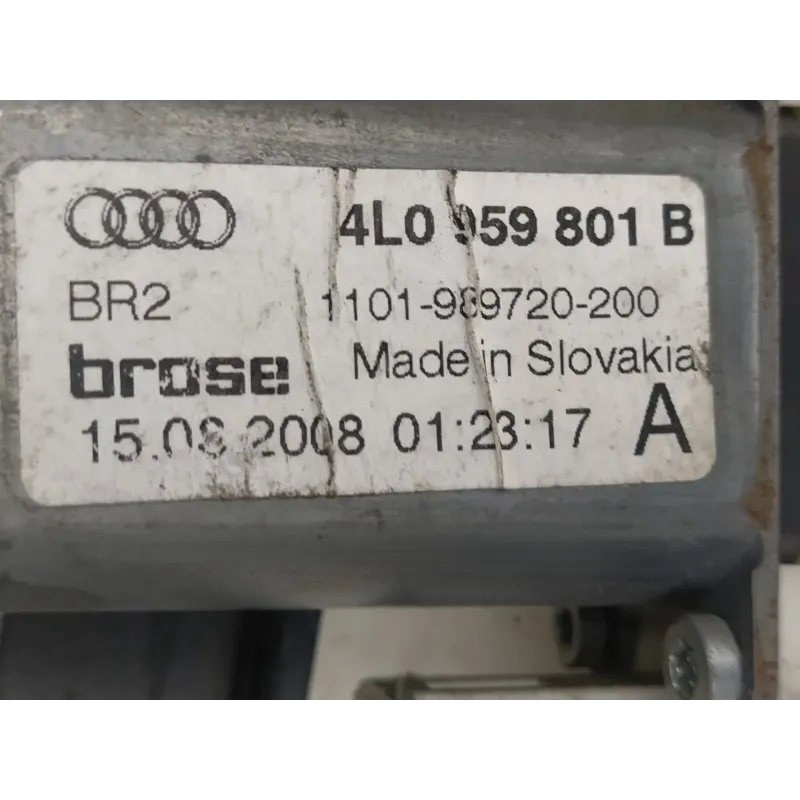 4L0 959 801 B
BR2 1101-989720-200
brose Made in Slovakia
15.08.2008 01:23:17 A